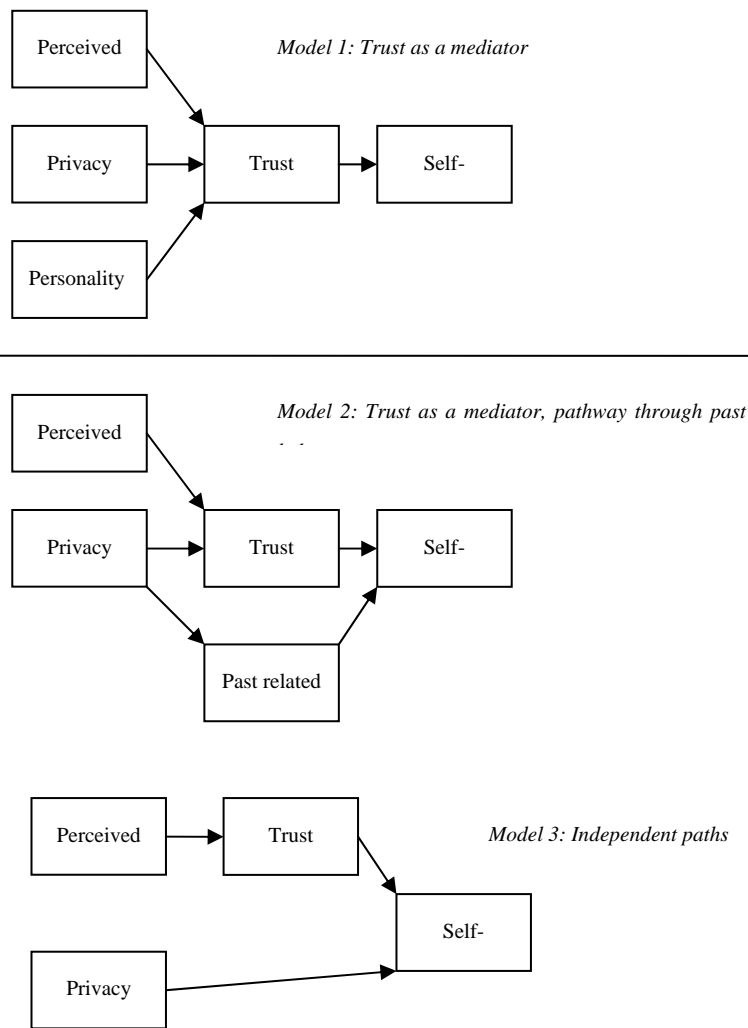 Perceived
Model 1: Trust as a mediator
Privacy
Trust
Self-
Personality
Perceived
Model 2: Trust as a mediator, pathway through past
Privacy
Trust
Self-
Past related
Perceived
Trust
Model 3: Independent paths
Self-
Privacy